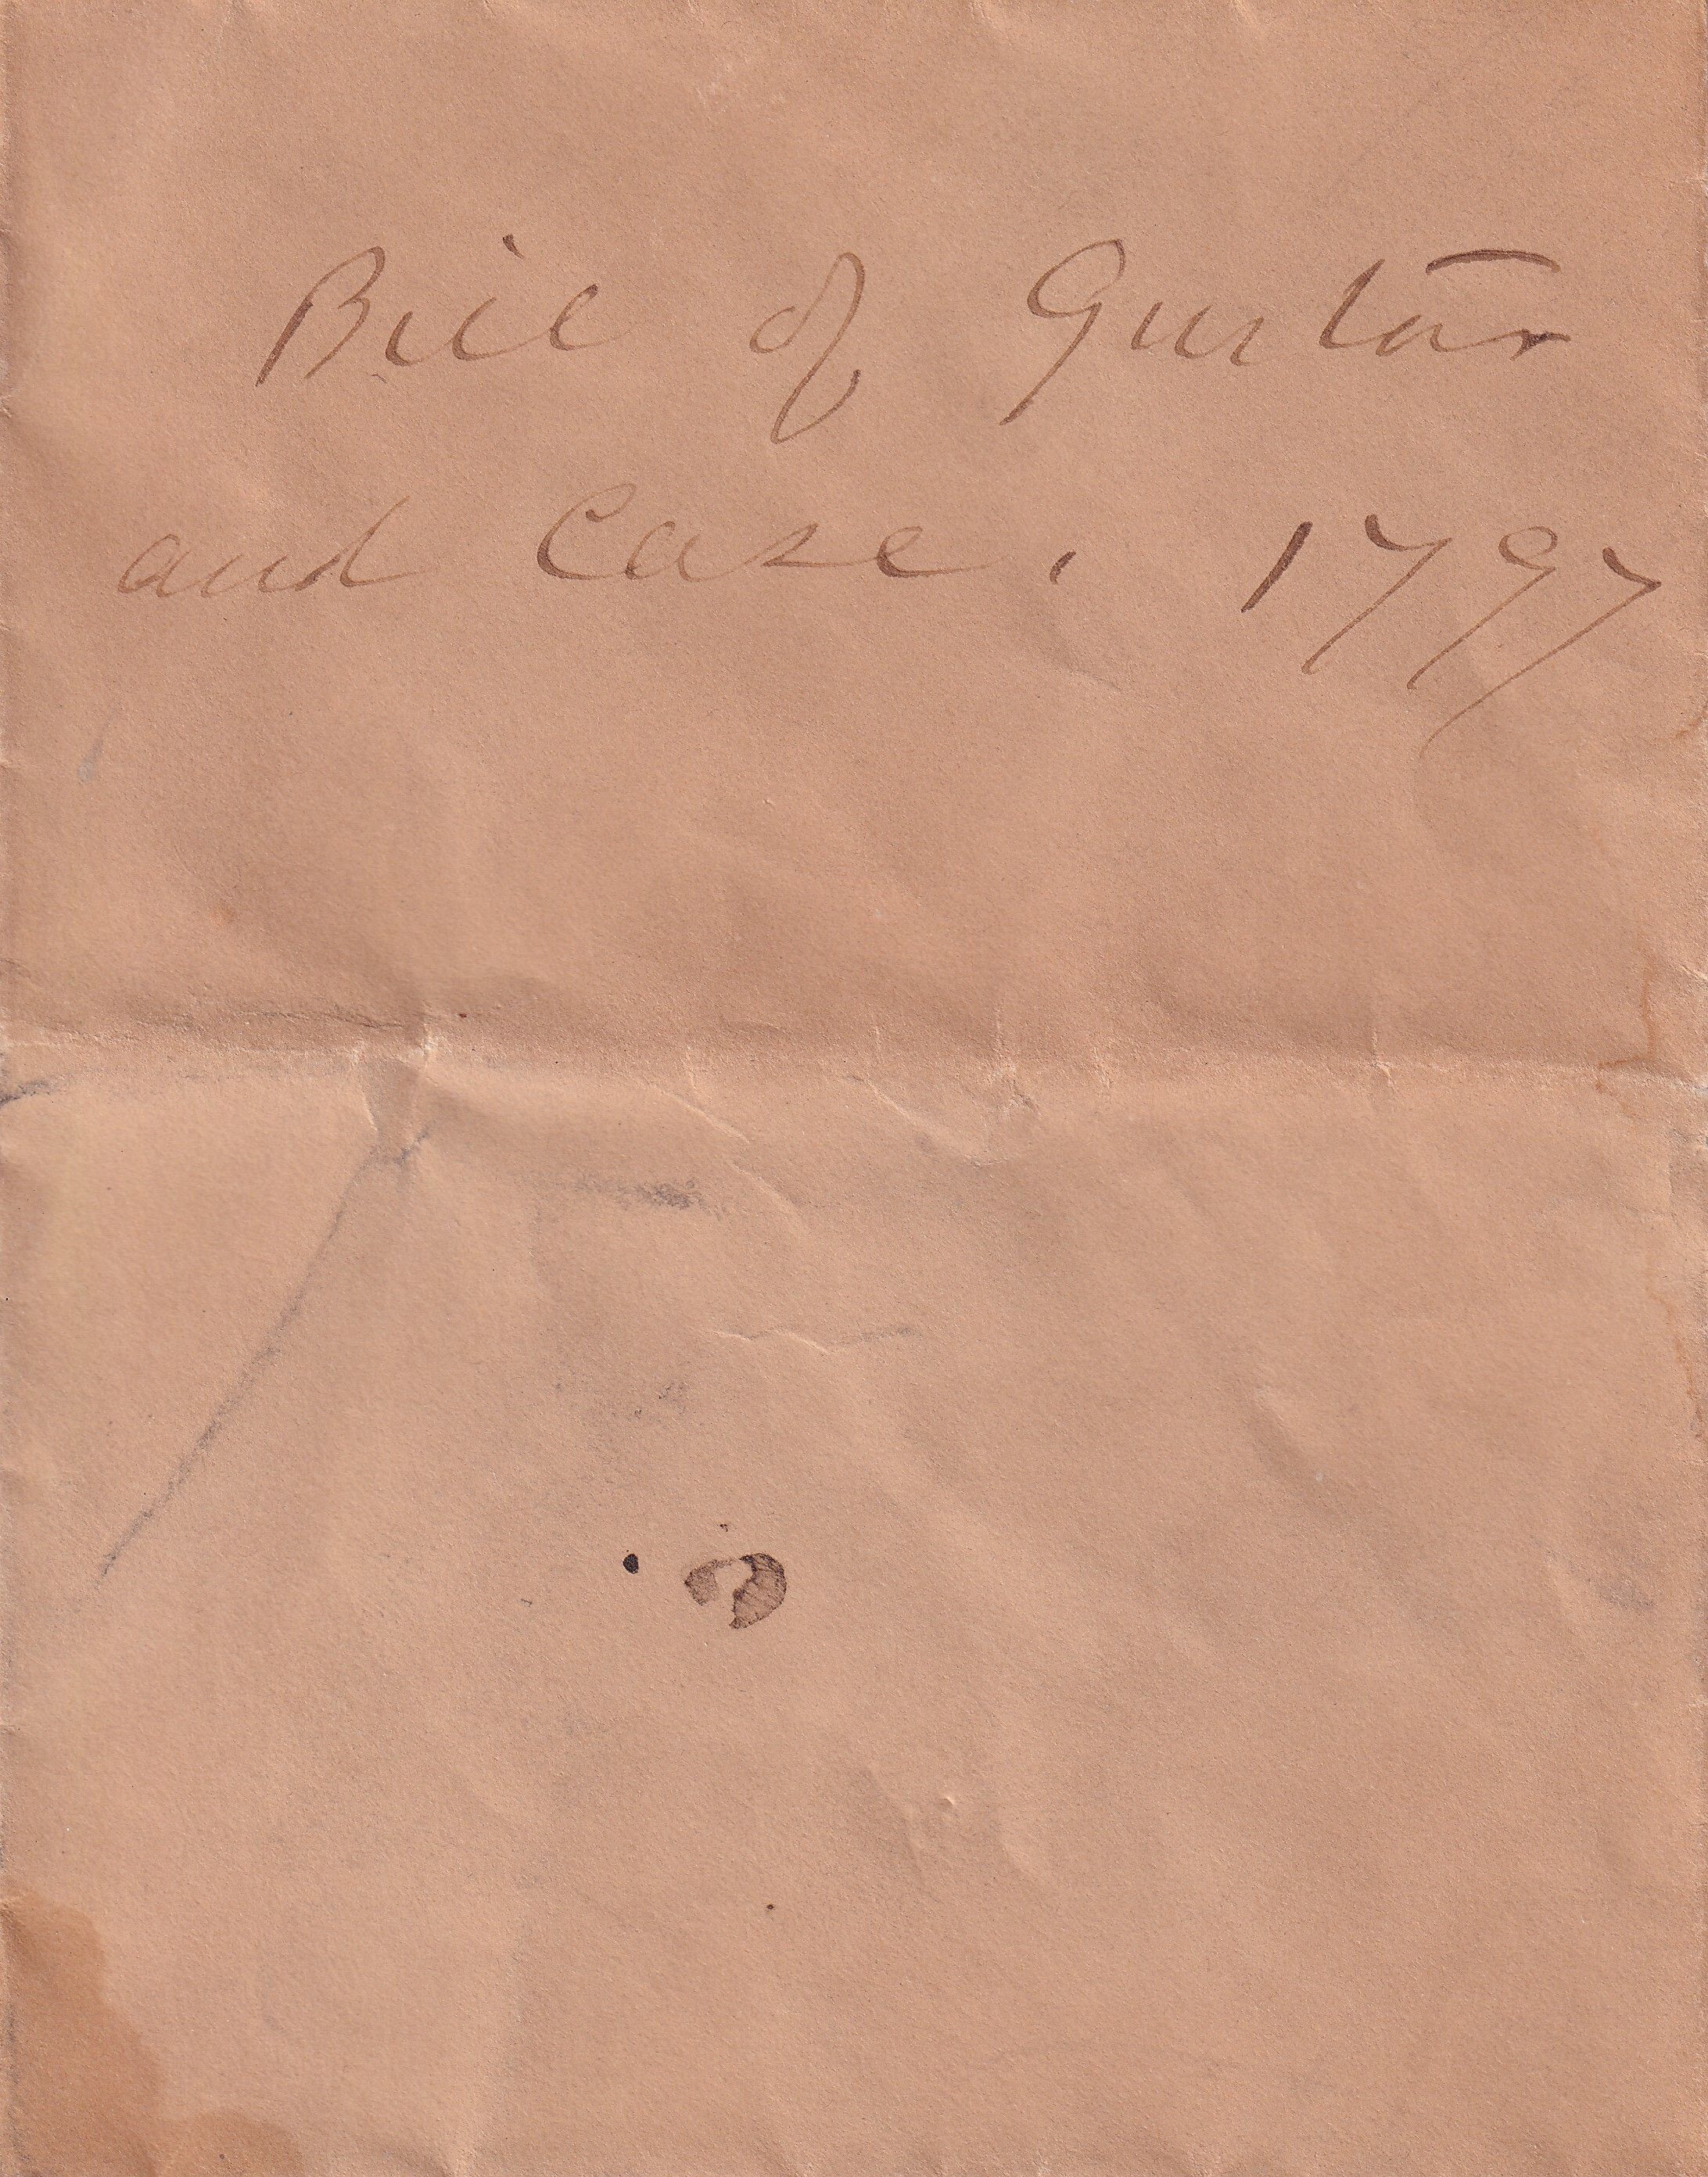 Bill of Guitar
and Case. 1797